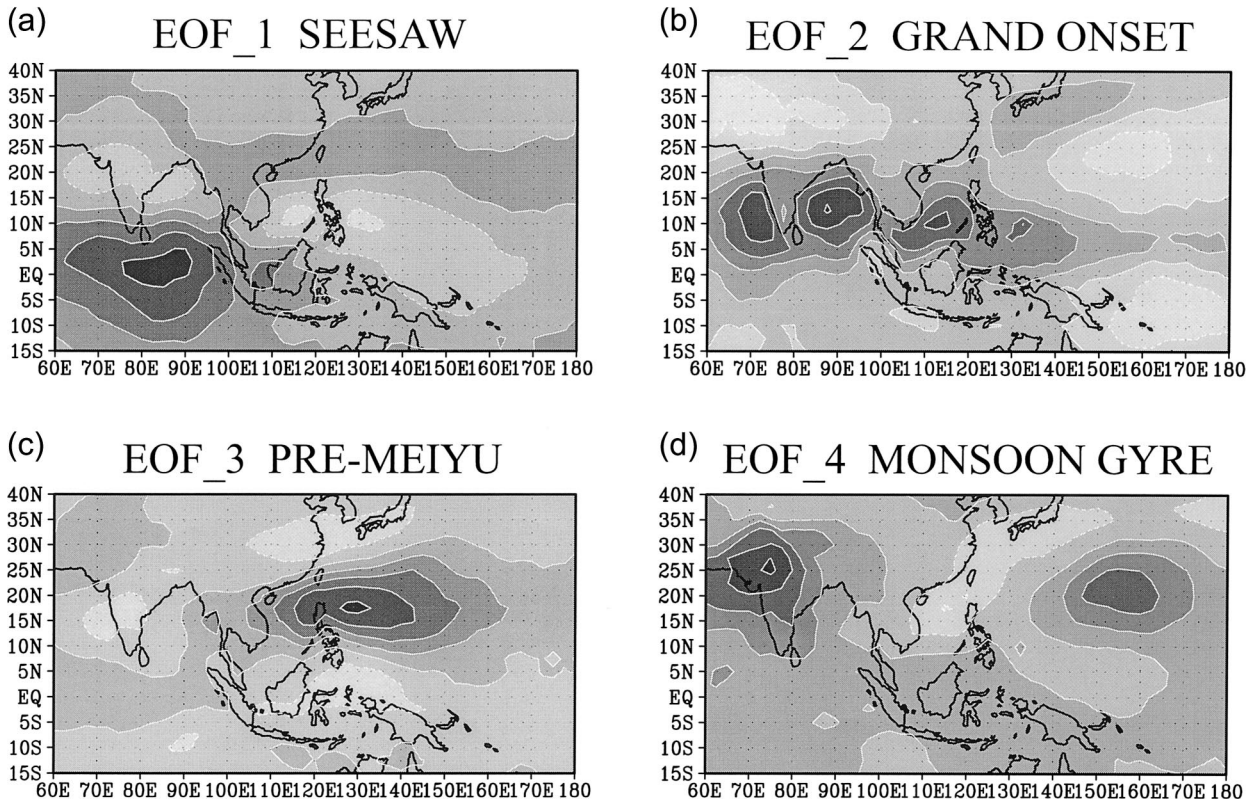 (a)
EOF_1 SEESAW
40N
35N
30N
25N
20N
15N
10N
5N
EQ
5S
10S
15S
60E 70E 80E 90E 100E 110E 120E 130E 140E 150E 160E 170E 180
(b)
EOF_2 GRAND ONSET
40N
35N
30N
25N
20N
15N
10N
5N
EQ
5S
10S
15S
60E 70E 80E 90E 100E 110E 120E 130E 140E 150E 160E 170E 180
(c)
EOF_3 PRE-MEIYU
40N
35N
30N
25N
20N
15N
10N
5N
EQ
5S
10S
15S
60E 70E 80E 90E 100E 110E 120E 130E 140E 150E 160E 170E 180
(d)
EOF_4 MONSOON GYRE
40N
35N
30N
25N
20N
15N
10N
5N
EQ
5S
10S
15S
60E 70E 80E 90E 100E 110E 120E 130E 140E 150E 160E 170E 180